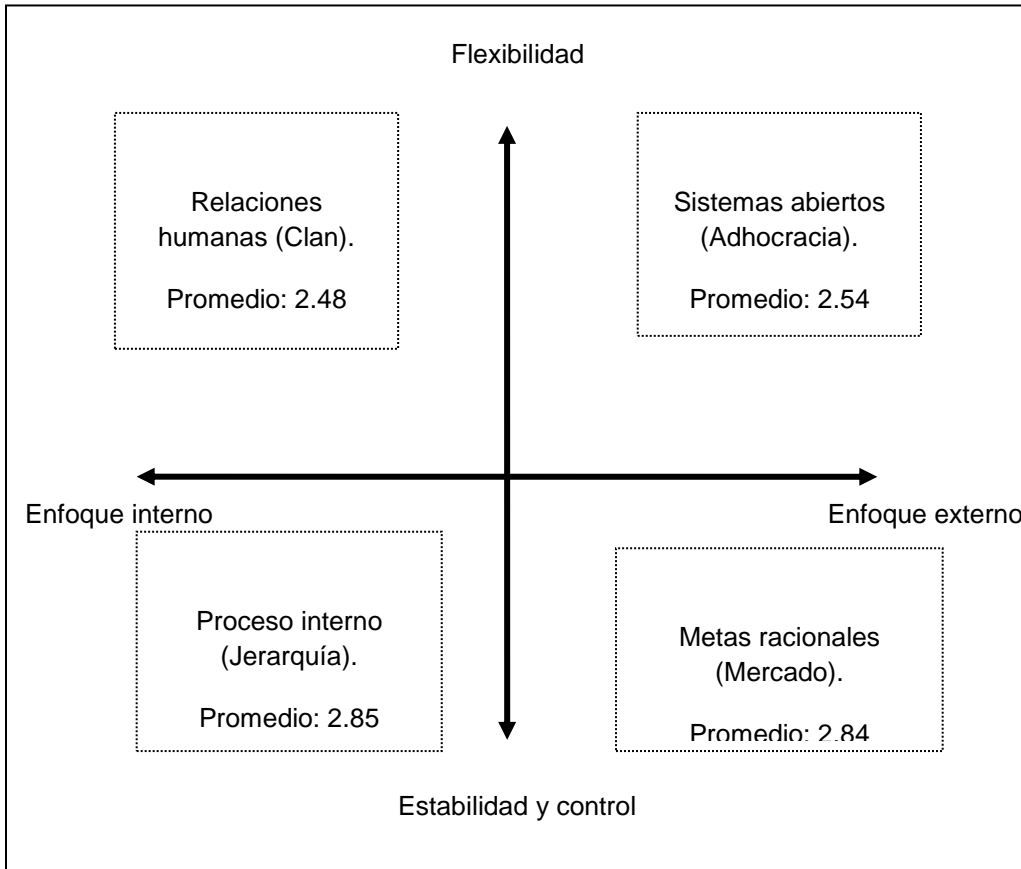 Flexibilidad
Relaciones
humanas (Clan).
Promedio: 2.48
Sistemas abiertos
(Adhocracia).
Promedio: 2.54
Enfoque interno
Enfoque externo
Proceso interno
(Jerarquía).
Promedio: 2.85
Metas racionales
(Mercado).
Promedio: 2.84
Estabilidad y control